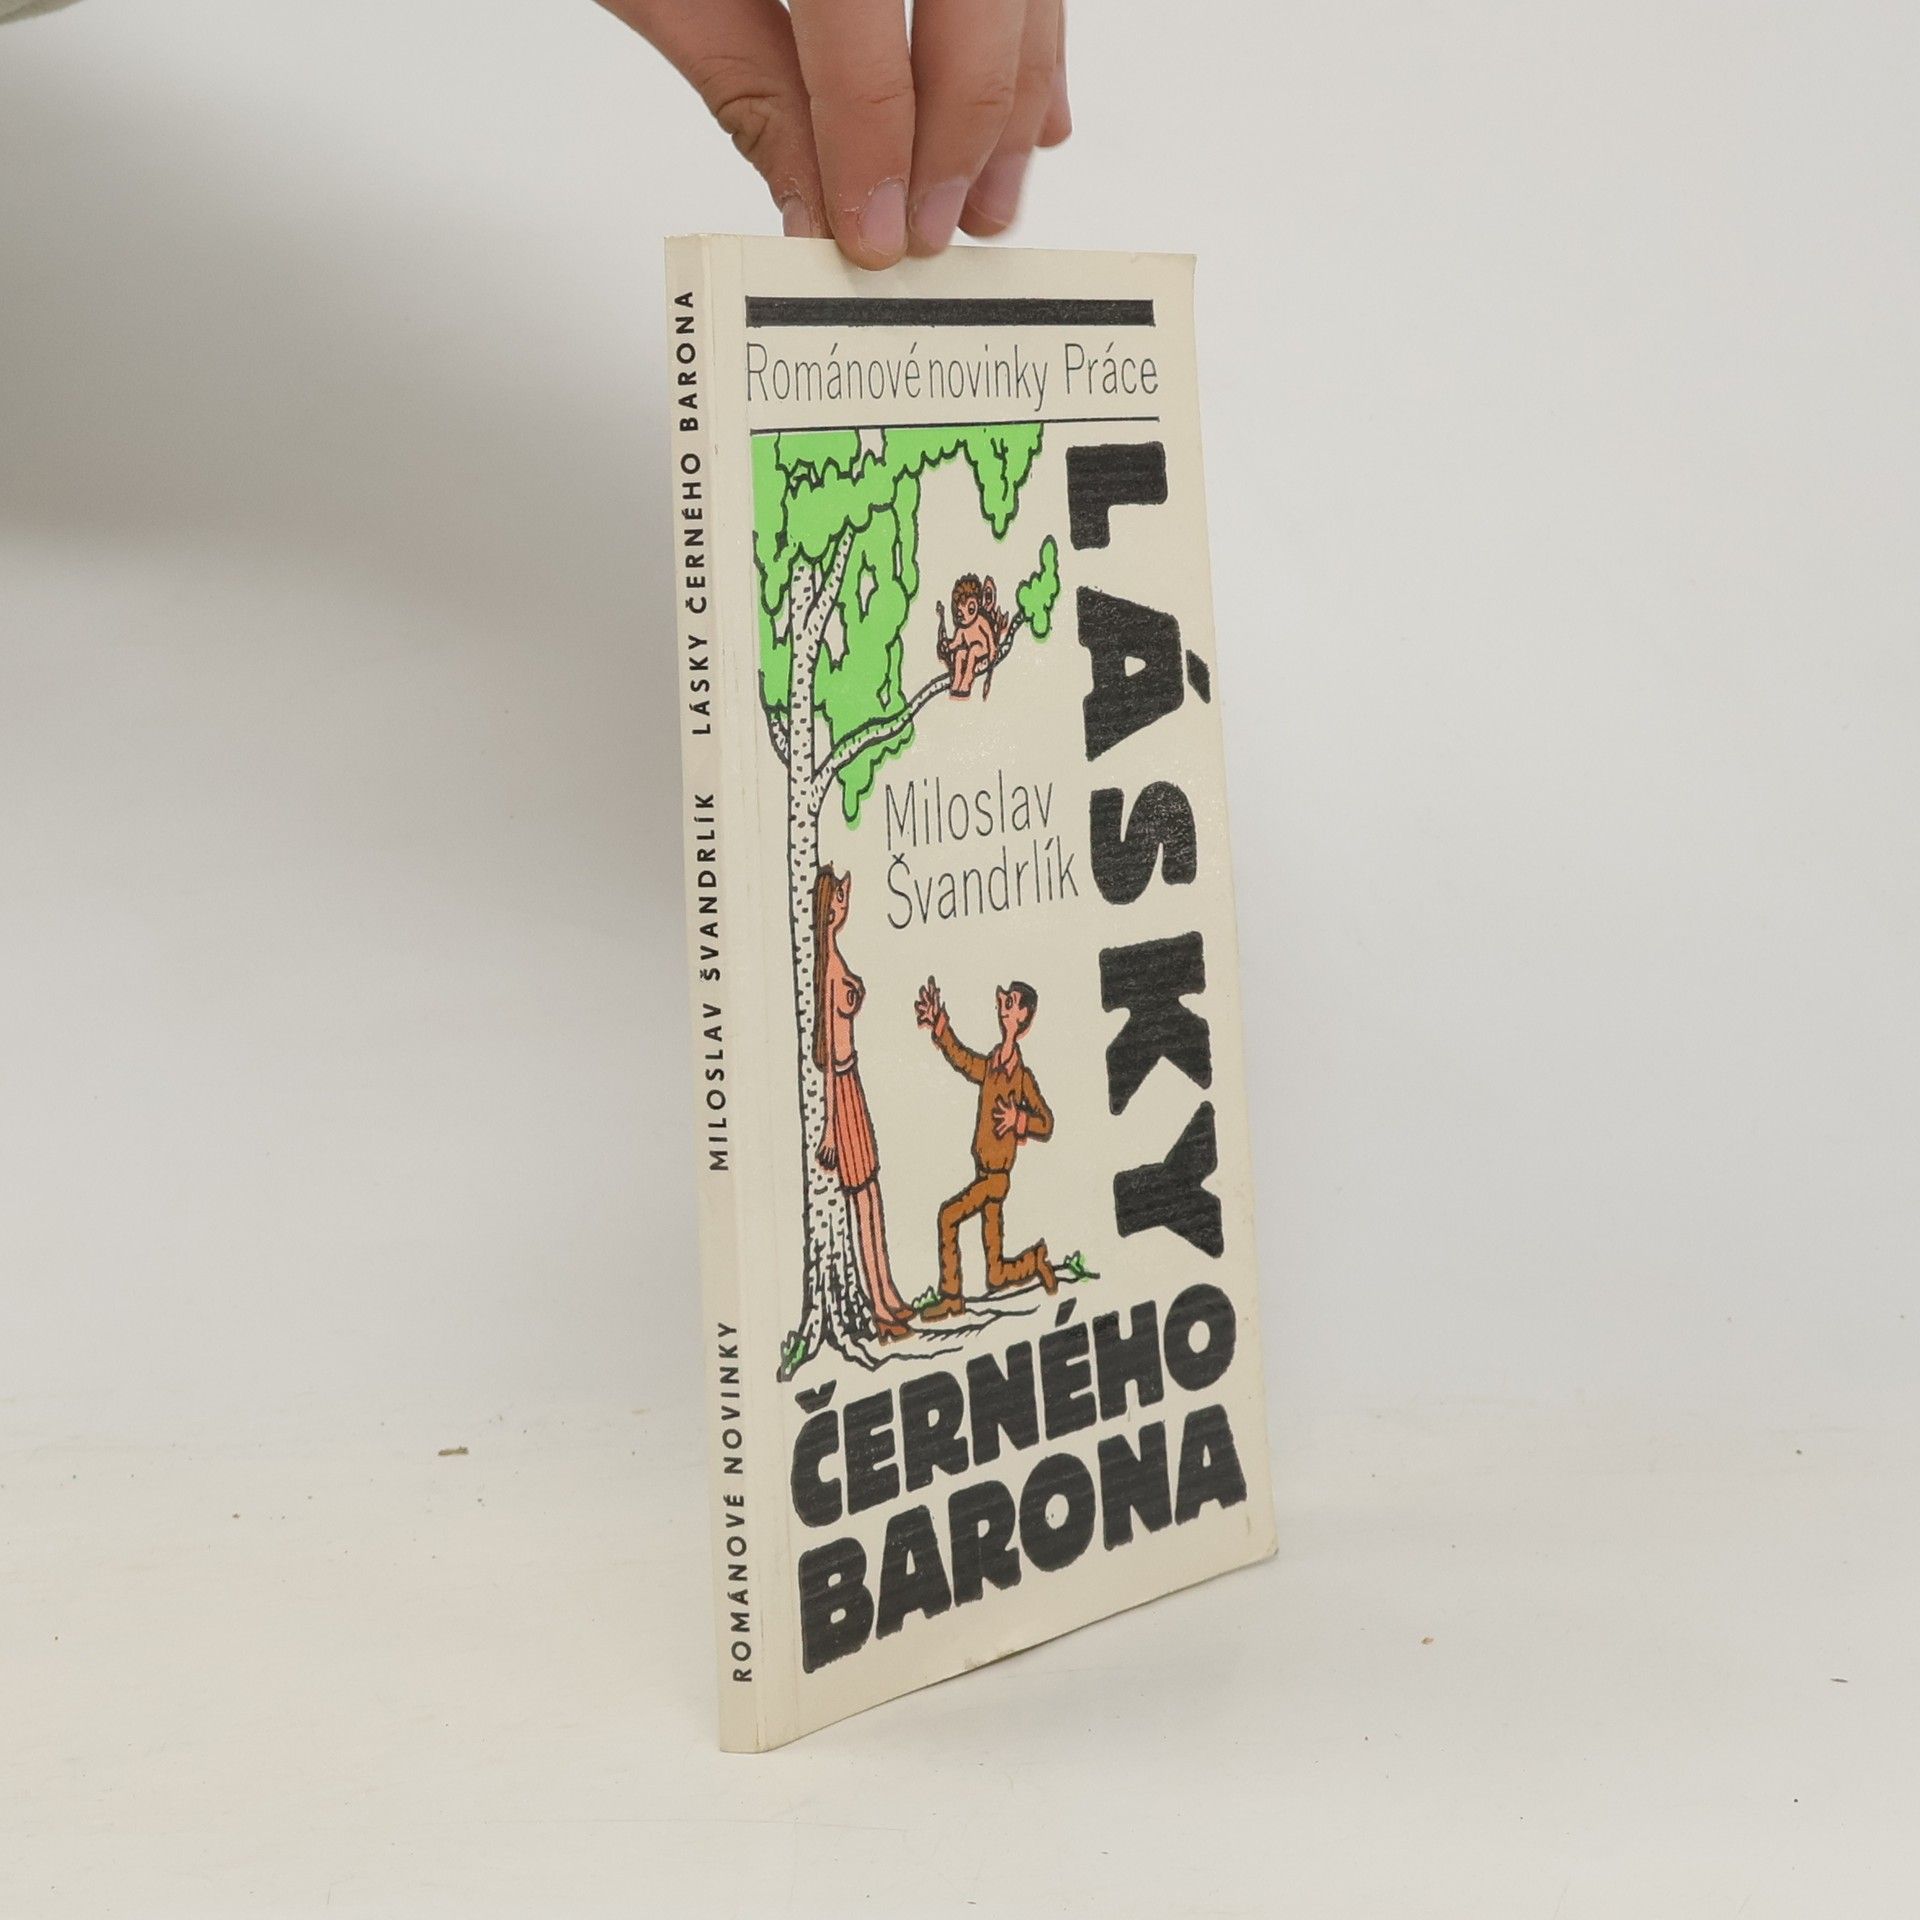 ROMÁNOVÉ NOVINKY MILOSLAV ŠVANDRLÍK LÁSKY ČERNÉHO BARONA
Románové novinky Práce
Miloslav
Švandrlík
LÁSKY
ČERNÉHO
BARONA